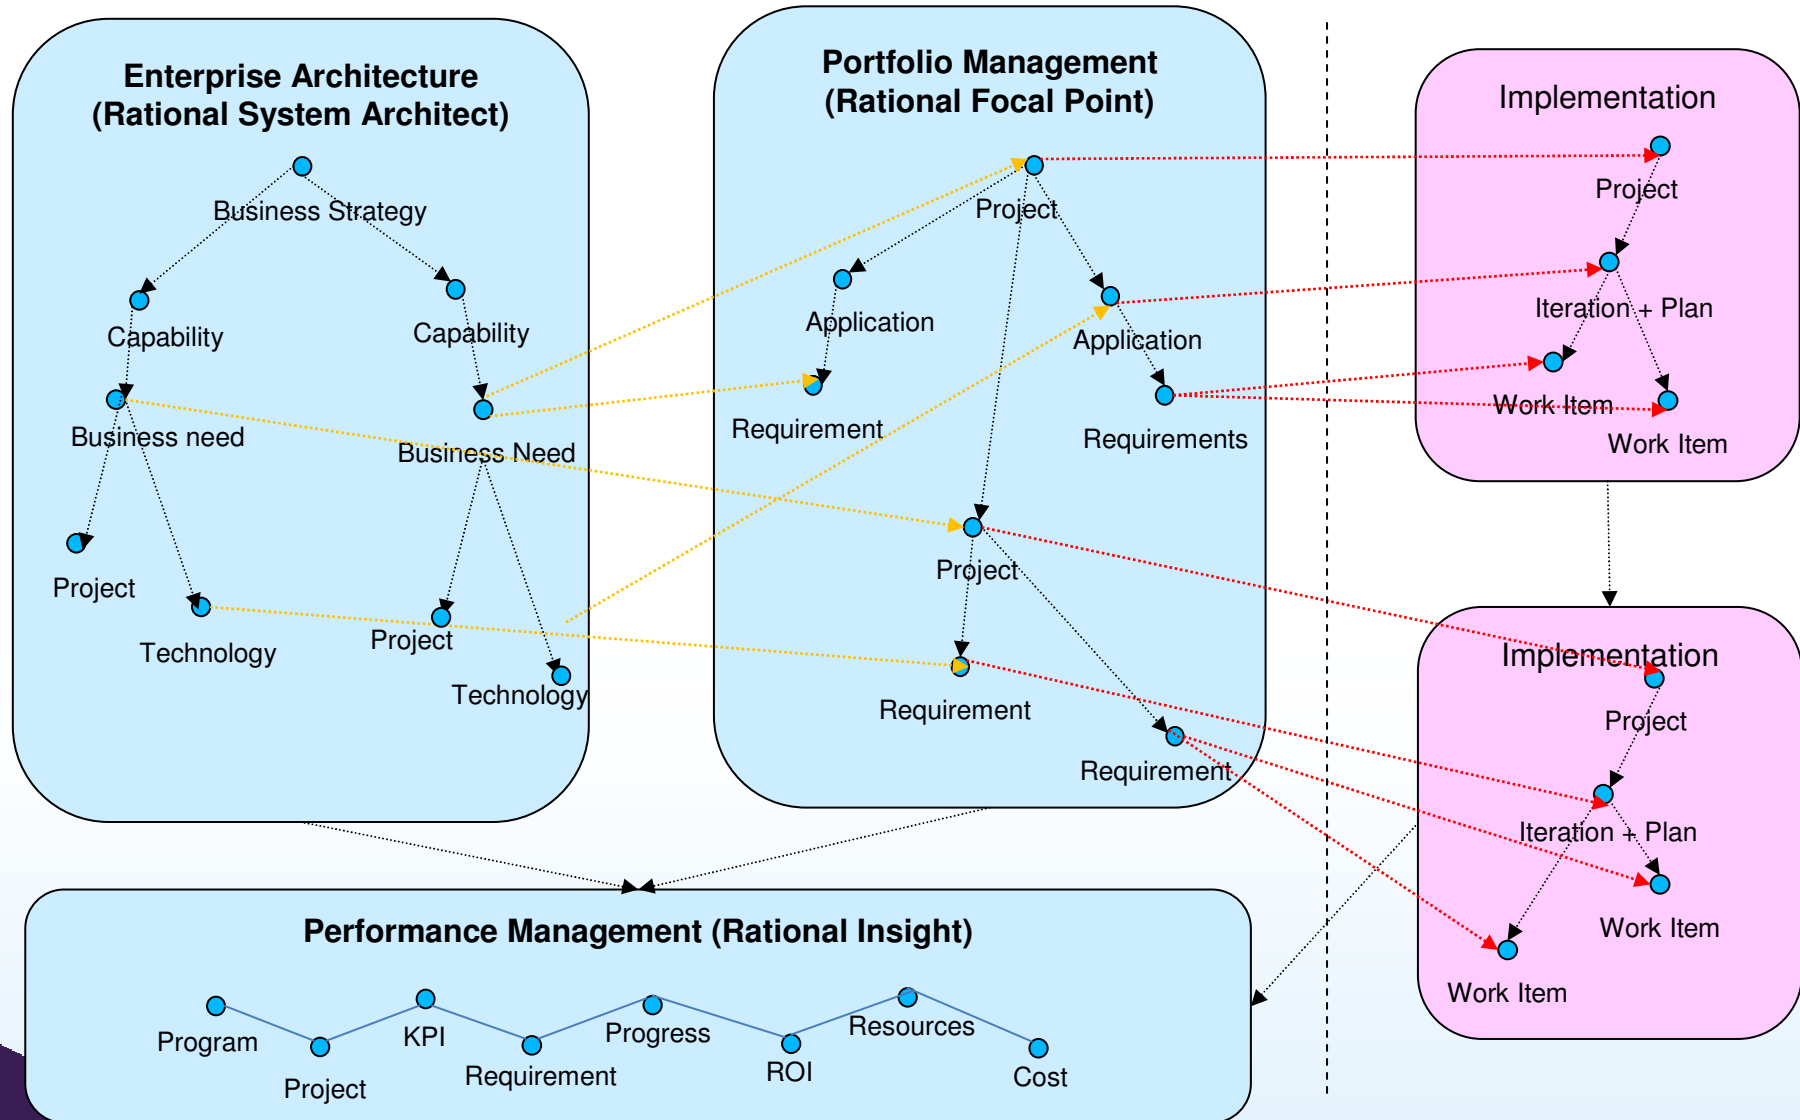 Enterprise Architecture
(Rational System Architect)
Business Strategy
Capability
Capability
Business need
Business Need
Project
Technology
Project
Technology
Portfolio Management
(Rational Focal Point)
Project
Application
Application
Requirement
Requirements
Project
Requirement
Requirement
Implementation
Project
Iteration + Plan
Work Item
Work Item
Implementation
Project
Iteration + Plan
Work Item
Work Item
Performance Management (Rational Insight)
Program
Project
KPI
Requirement
Progress
ROI
Resources
Cost